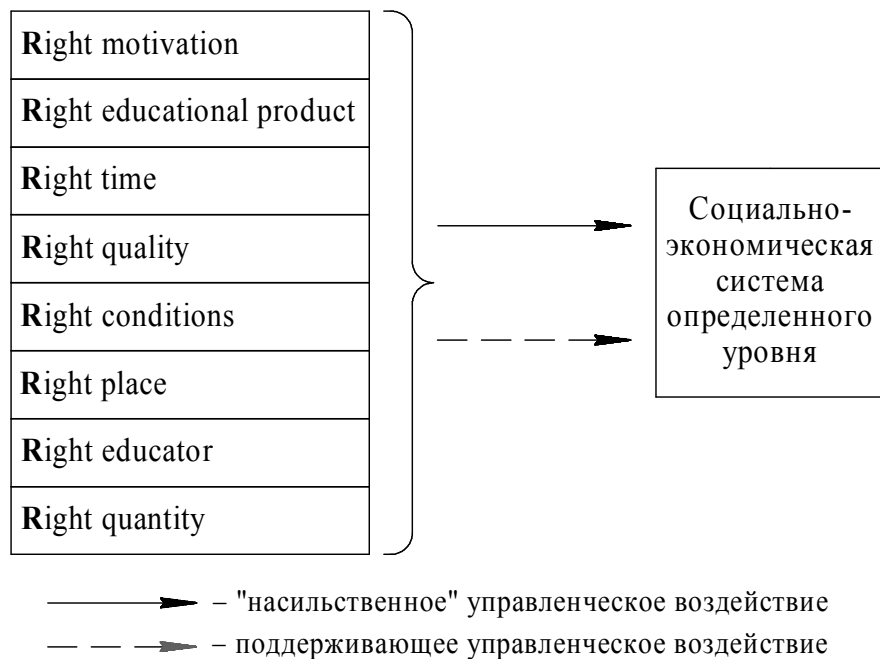 Right motivation
Right educational product
Right time
Right quality
Right conditions
Right place
Right educator
Right quantity
Социально-
экономическая
система
определенного
уровня
– "насильственное" управленческое воздействие
– поддерживающее управленческое воздействие